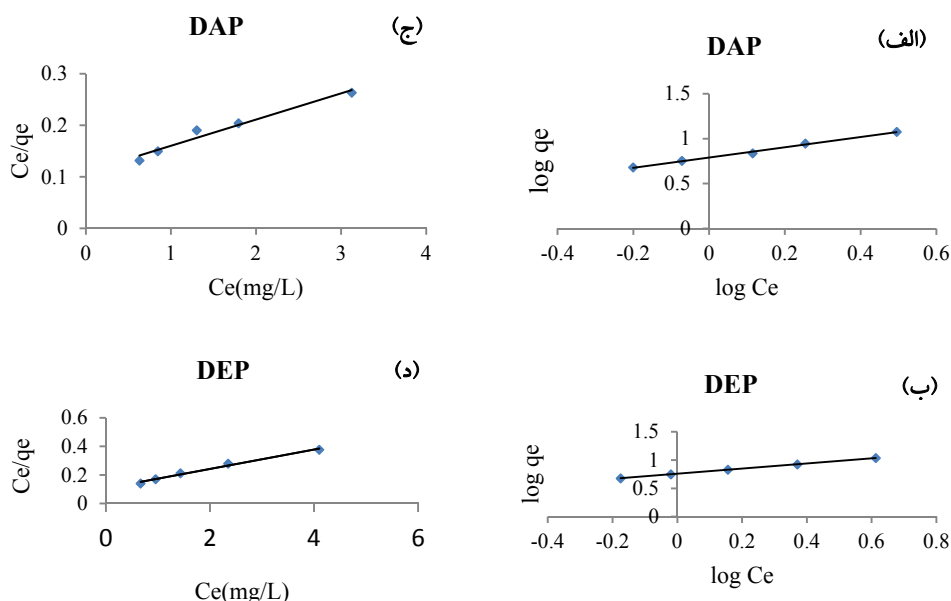 DAP (الف)
1.5
1
0.5
0
-0.4 -0.2 0 0.2 0.4 0.6
log qe
log Ce
DAP (ج)
0.3
0.2
0.1
0
0 1 2 3 4
Ce/qe
Ce(mg/L)
DEP (ب)
1.5
1
0.5
0
-0.4 -0.2 0 0.2 0.4 0.6 0.8
log qe
log Ce
DEP (د)
0.6
0.4
0.2
0
0 2 4 6
Ce/qe
Ce(mg/L)